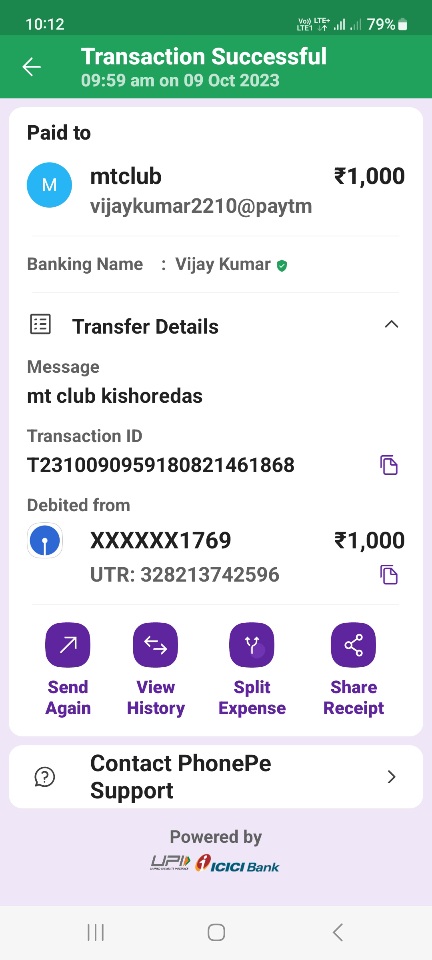 10:12
Vo)) LTE+
LTE1
79%
Transaction Successful
09:59 am on 09 Oct 2023
Paid to
M
mtclub
₹1,000
vijaykumar2210@paytm
Banking Name : Vijay Kumar
Transfer Details
Message
mt club kishoredas
Transaction ID
T2310090959180821461868
Debited from
XXXXXX1769
₹1,000
UTR: 328213742596
Send Again
View History
Split Expense
Share Receipt
Contact PhonePe
Support
Powered by
UPI ICICI Bank